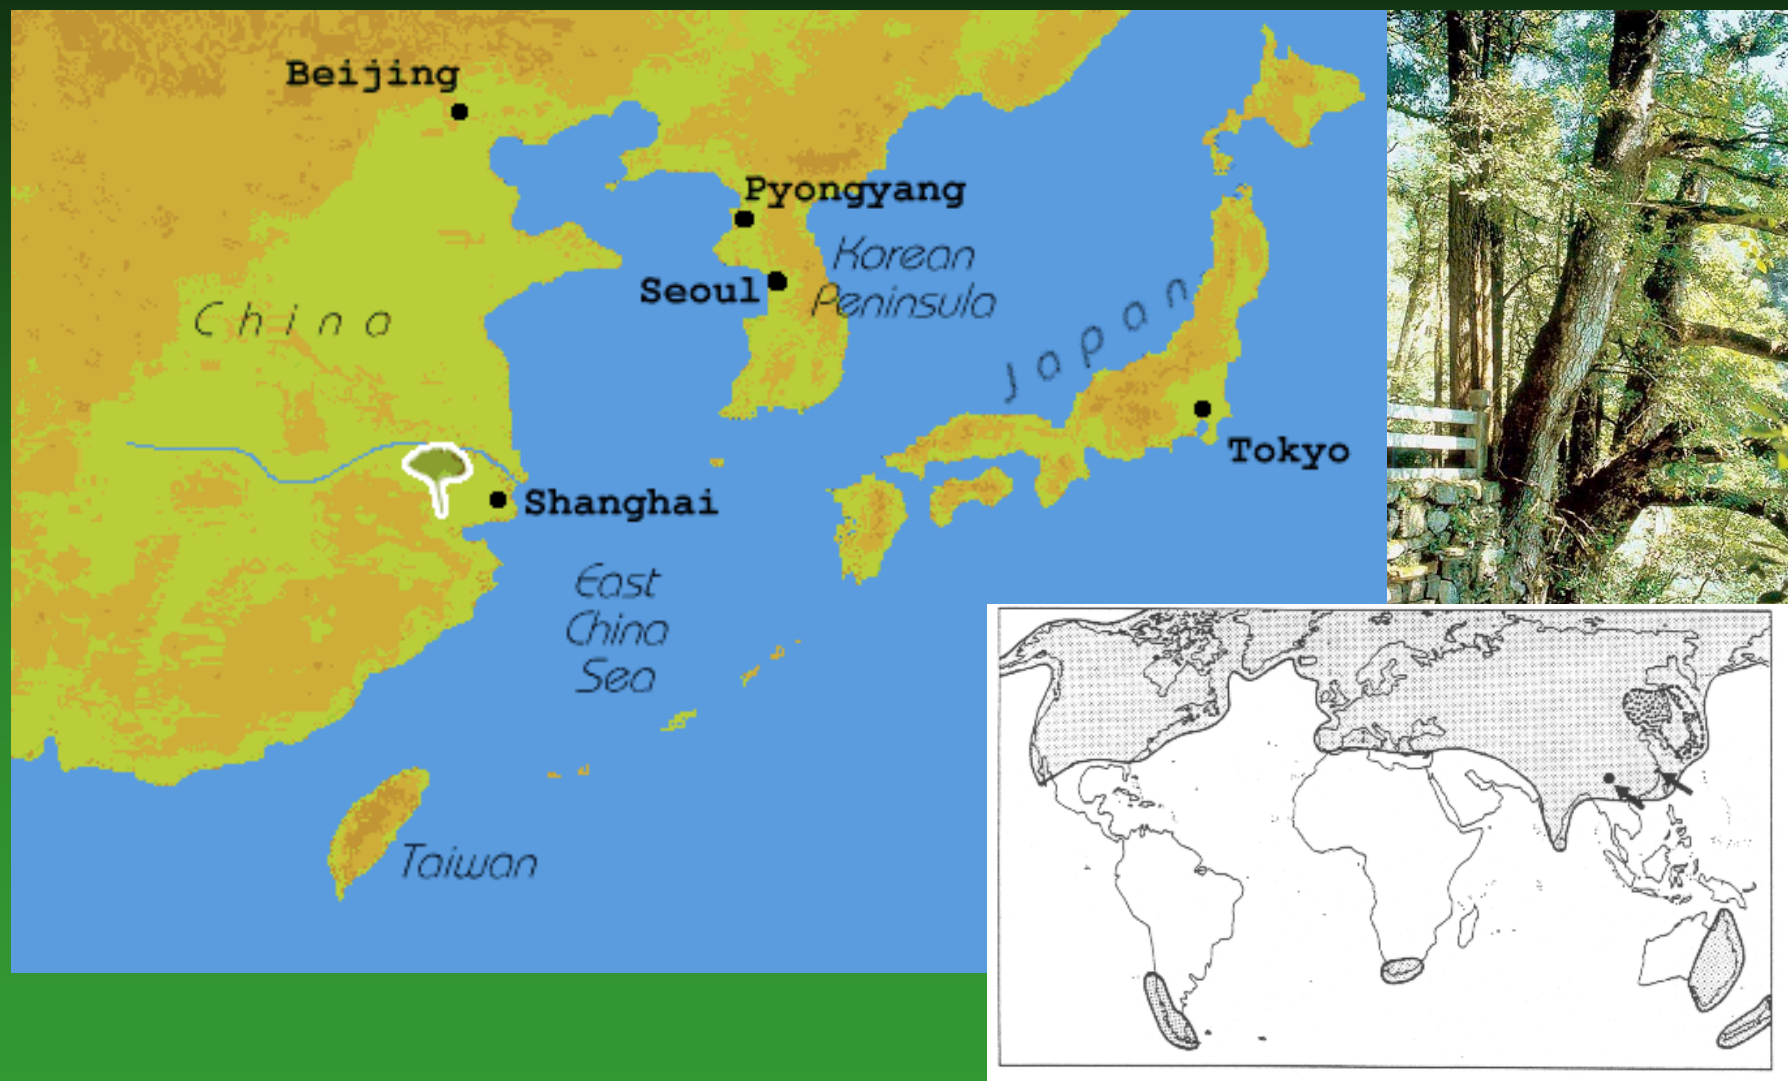 Beijing
Pyongyang
Korean
Peninsula
Seoul
China
Japan
Tokyo
Shanghai
East
China
Sea
Taiwan